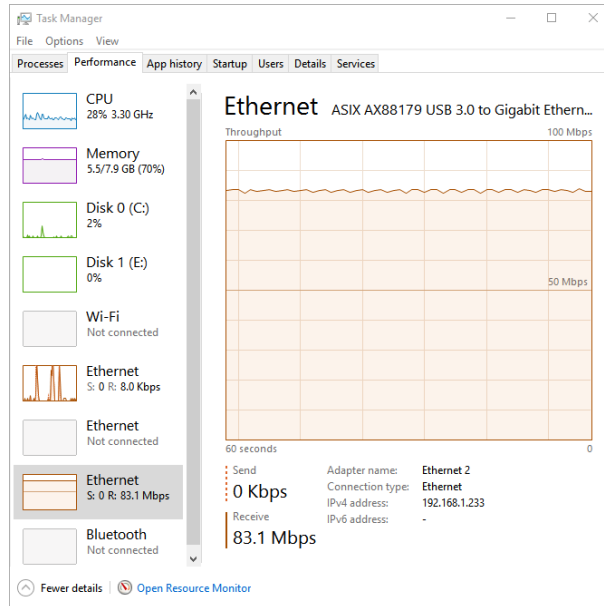 Task Manager
File Options View
Processes Performance App history Startup Users Details Services
CPU
28% 3.30 GHz
Memory
5.5/7.9 GB (70%)
Disk 0 (C:)
2%
Disk 1 (E:)
0%
Wi-Fi
Not connected
Ethernet
S: 0 R: 8.0 Kbps
Ethernet
Not connected
Ethernet
S: 0 R: 83.1 Mbps
Bluetooth
Not connected
Ethernet ASIX AX88179 USB 3.0 to Gigabit Ethern...
Throughput 100 Mbps
50 Mbps
60 seconds 0
Send
0 Kbps
Receive
83.1 Mbps
Adapter name: Ethernet 2
Connection type: Ethernet
IPv4 address: 192.168.1.233
IPv6 address: -
Fewer details Open Resource Monitor